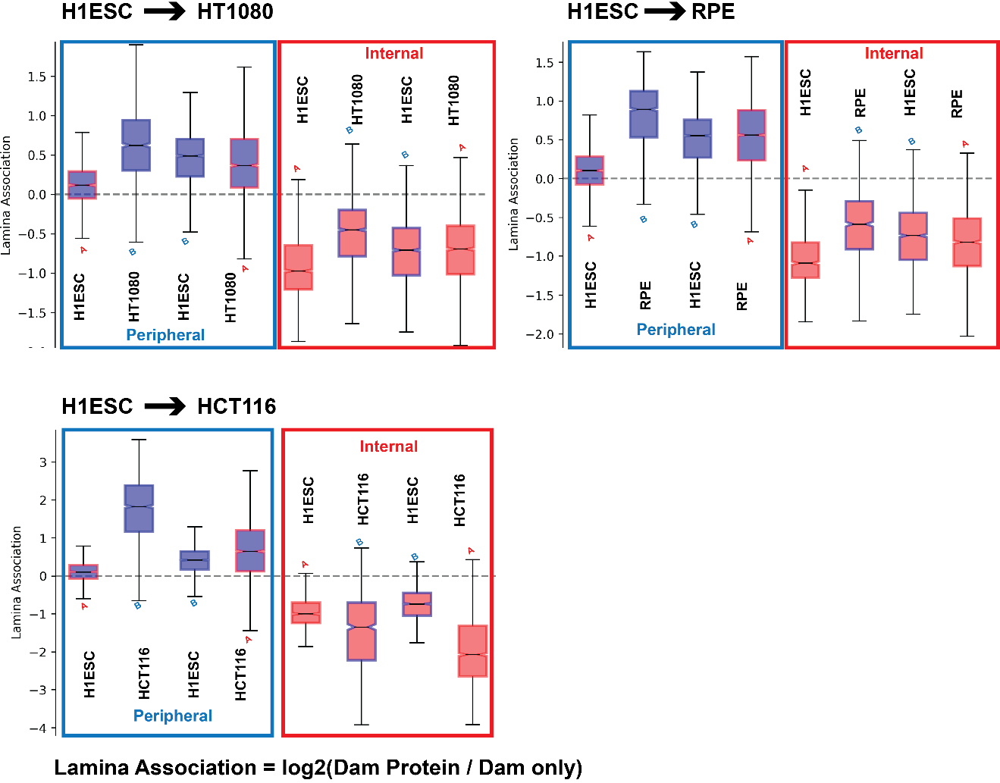 H1ESC → HT1080
Lamina Association
1.5
1.0
0.5
0.0
−0.5
−1.0
−1.5
A
B
B
A
H1ESC
HT1080
H1ESC
HT1080
Peripheral
Internal
H1ESC
HT1080
H1ESC
HT1080
A
B
B
A
H1ESC → RPE
Lamina Association
1.5
1.0
0.5
0.0
−0.5
−1.0
−1.5
−2.0
A
B
B
A
H1ESC
RPE
H1ESC
RPE
Peripheral
Internal
H1ESC
RPE
H1ESC
RPE
A
B
B
A
H1ESC → HCT116
Lamina Association
3
2
1
0
−1
−2
−3
−4
A
B
B
A
H1ESC
HCT116
H1ESC
HCT116
Peripheral
Internal
H1ESC
HCT116
H1ESC
HCT116
A
B
B
A
Lamina Association = log2(Dam Protein / Dam only)